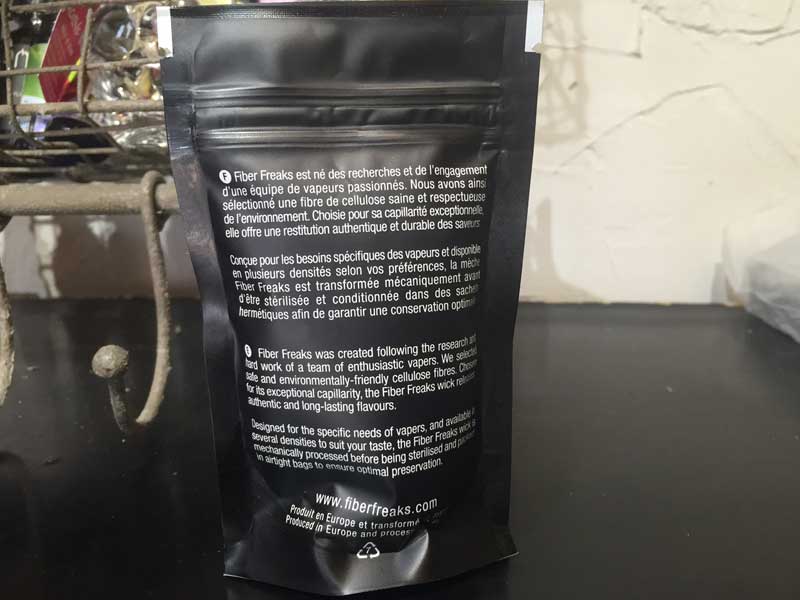 F Fiber Freaks est né des recherches et de l'engagement
d'une équipe de vapeurs passionnés. Nous avons ainsi
sélectionné une fibre de cellulose saine et respectueuse
de l'environnement. Choisie pour sa capillarité exceptionnelle,
elle offre une restitution authentique et durable des saveurs
Conçue pour les besoins spécifiques des vapeurs et disponible
en plusieurs densités selon vos préférences, la mèche
Fiber Freaks est transformée mécaniquement avant
d'être stérilisée et conditionnée dans des sachets
hermétiques afin de garantir une conservation optimale
E Fiber Freaks was created following the research and
hard work of a team of enthusiastic vapers. We selected
safe and environmentally-friendly cellulose fibres. Chosen
for its exceptional capillarity, the Fiber Freaks wick
authentic and long-lasting flavours.
Designed for the specific needs of vapers, and available in
several densities to suit your taste, the Fiber Freaks wick is
mechanically processed before being sterilised and
in airtight bags to ensure optimal preservation.
www.fiberfreaks.com
Produit en Europe et transformé
Produced in Europe and